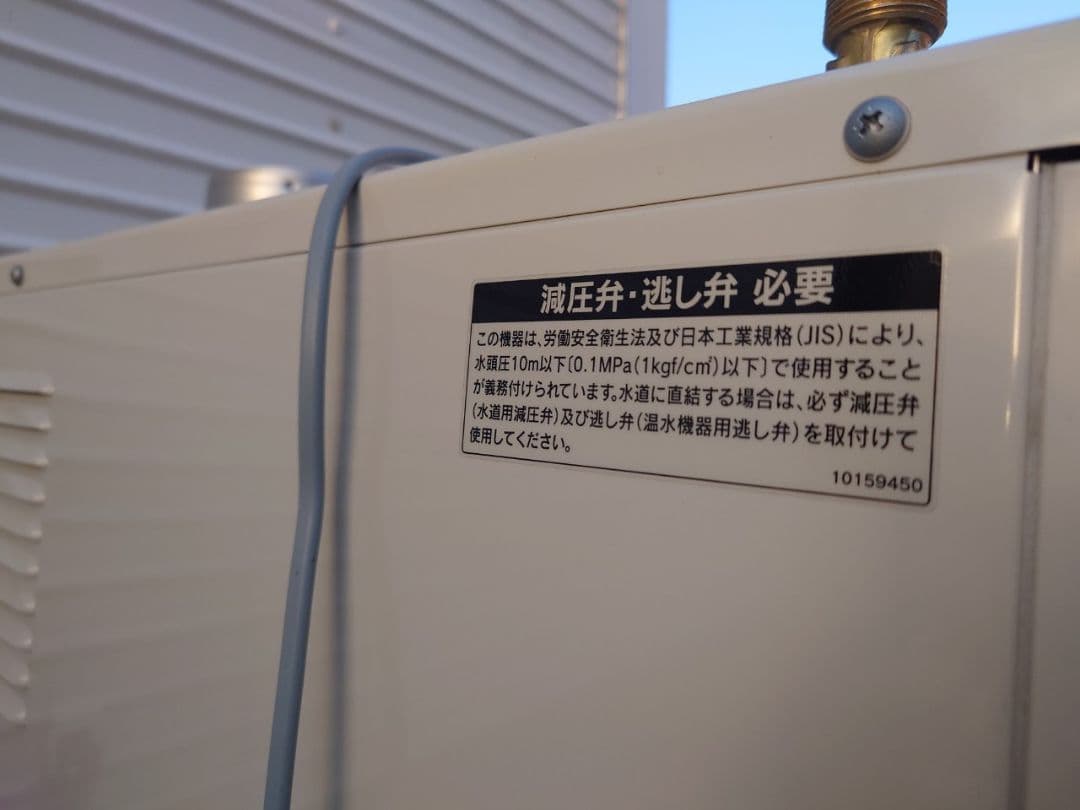 減圧弁・逃し弁 必要
この機器は、労働安全衛生法及び日本工業規格(JIS)により、
水頭圧10m以下〔0.1MPa(1kgf/c㎡)以下〕で使用すること
が義務付けられています。水道に直結する場合は、必ず減圧弁
(水道用減圧弁)及び逃し弁(温水機器用逃し弁)を取付けて
使用してください。
10159450